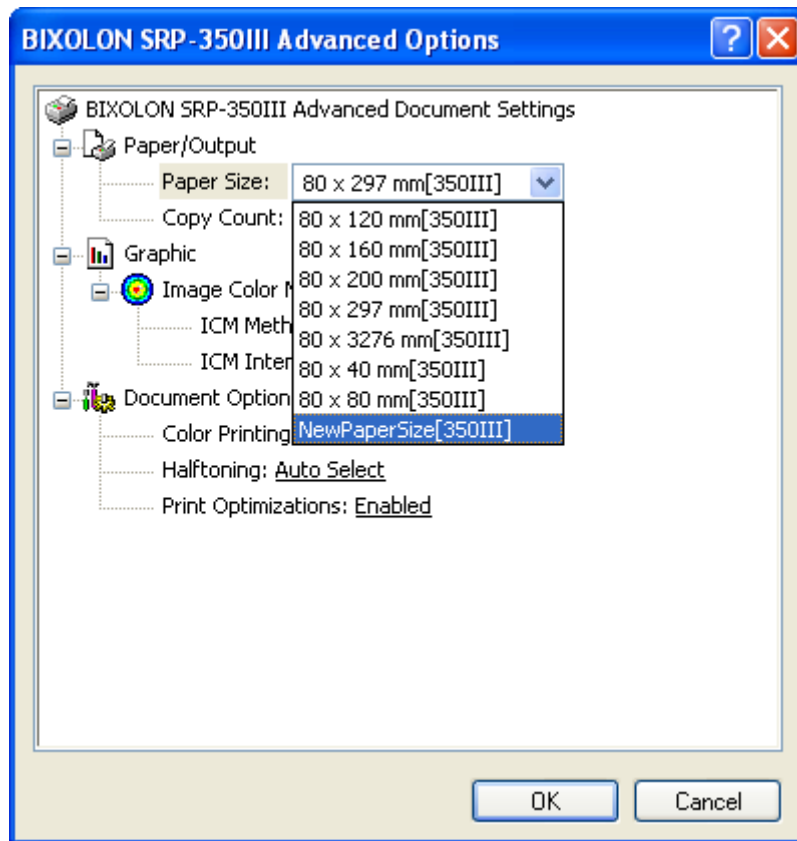 BIXOLON SRP-350III Advanced Options
BIXOLON SRP-350III Advanced Document Settings
Paper/Output
Paper Size: 80 x 297 mm[350III]
Copy Count:
80 x 120 mm[350III]
80 x 160 mm[350III]
80 x 200 mm[350III]
80 x 297 mm[350III]
80 x 3276 mm[350III]
80 x 40 mm[350III]
80 x 80 mm[350III]
NewPaperSize[350III]
Graphic
Image Color
ICM Meth
ICM Inter
Document Option
Color Printing
Halftoning: Auto Select
Print Optimizations: Enabled
OK
Cancel